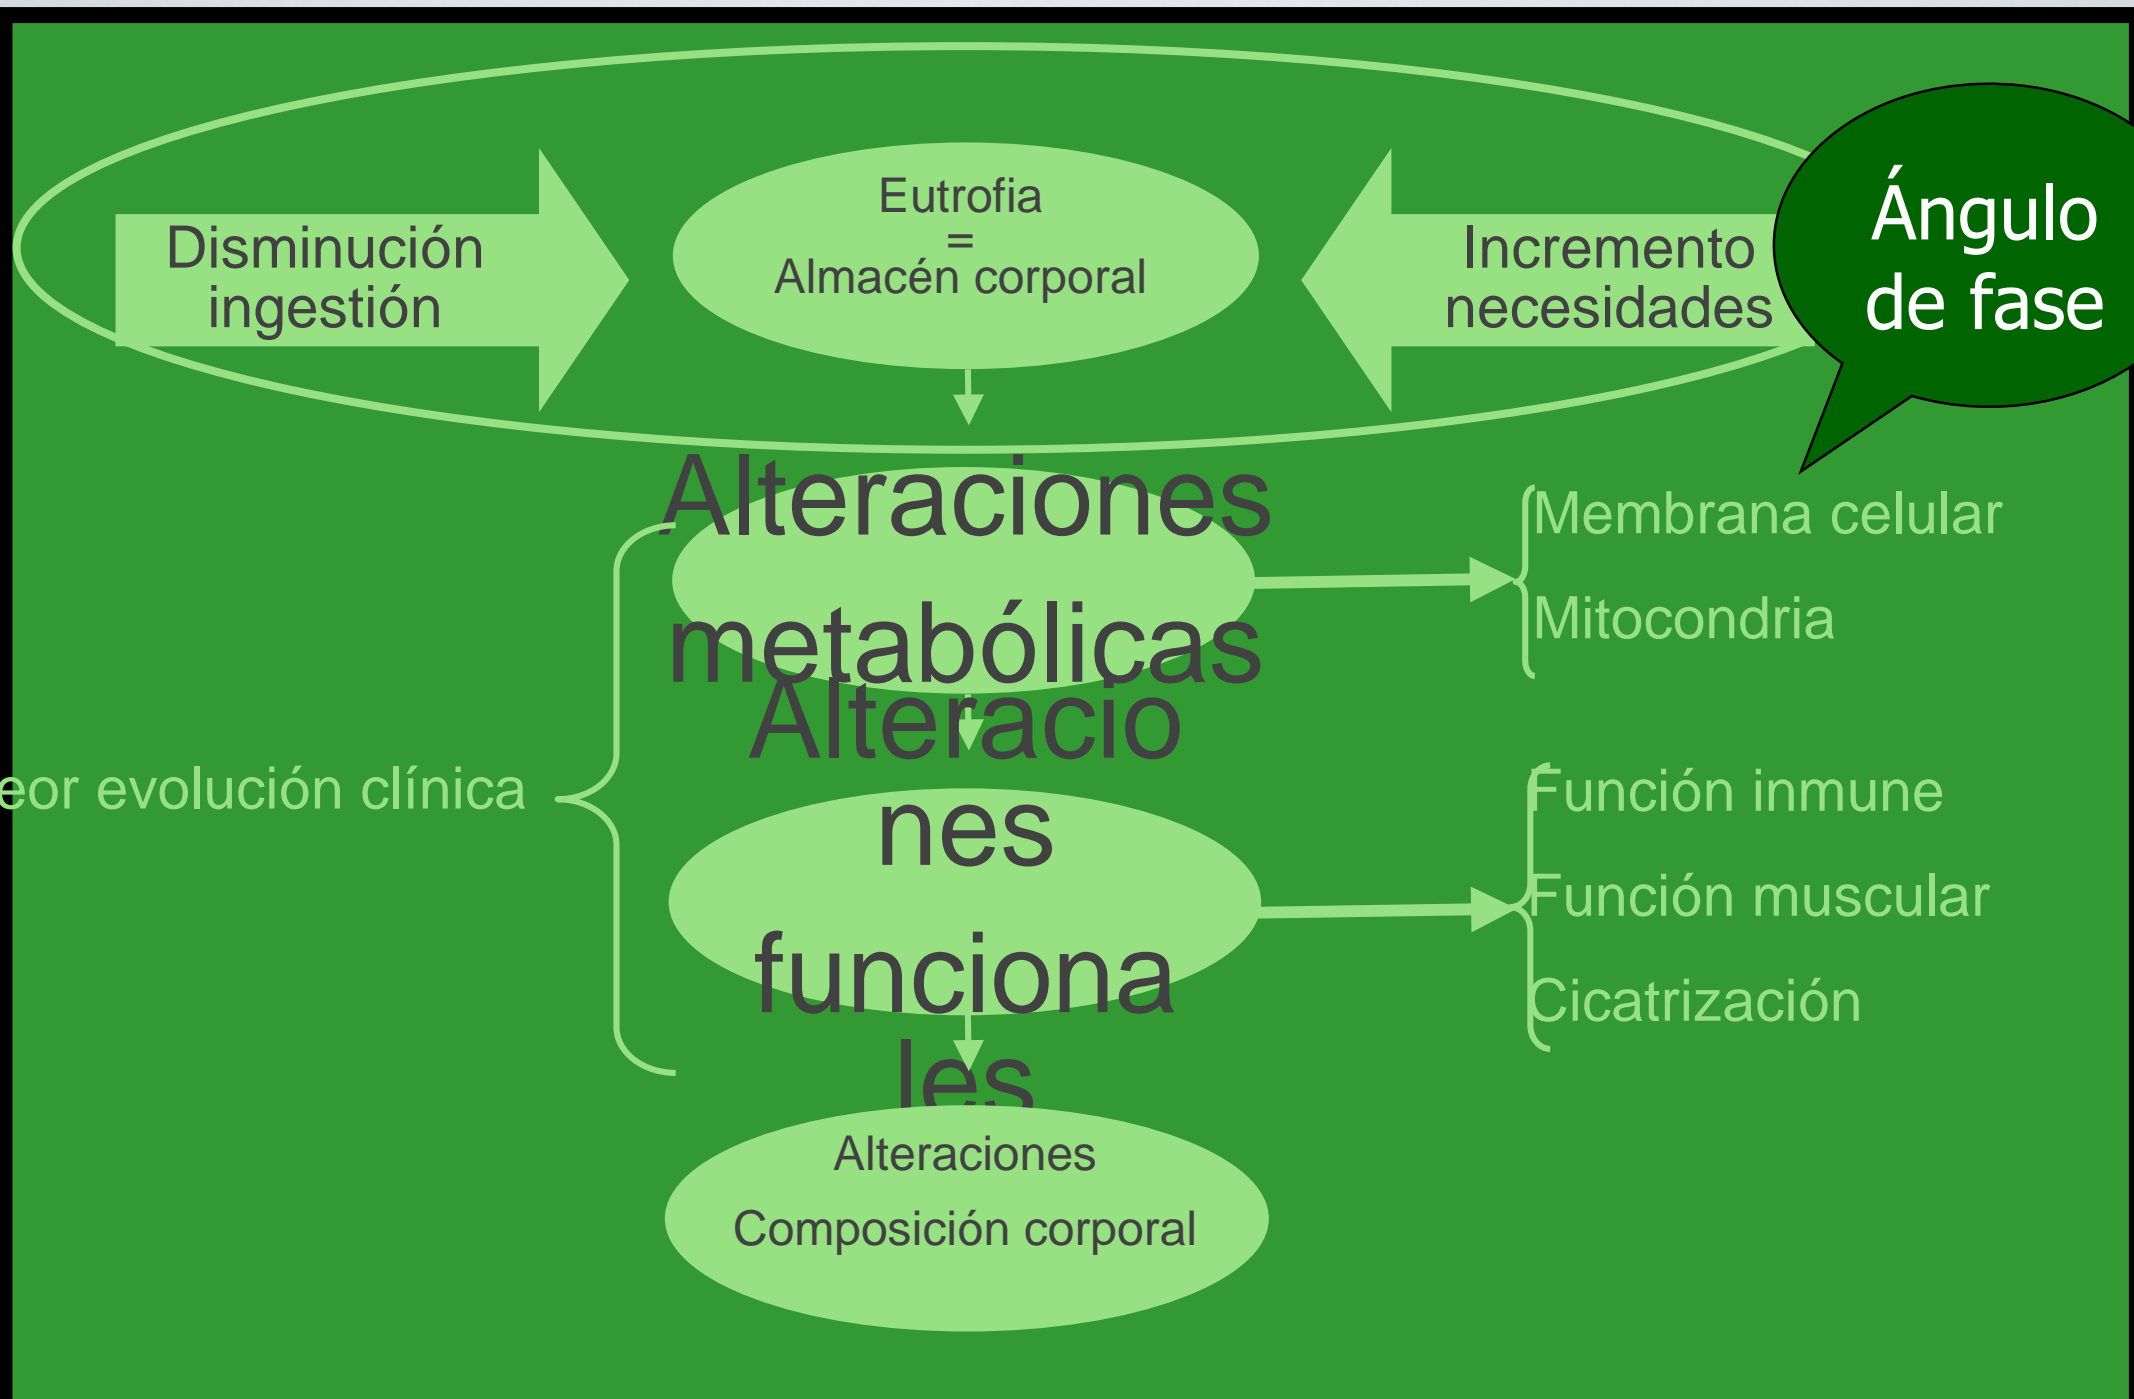 Disminución
ingestión
Eutrofia
=
Almacén corporal
Incremento
necesidades
Ángulo
de fase
Alteraciones
metabólicas
Membrana celular
Mitocondria
eor evolución clínica
Alteracio
nes
funciona
les
Función inmune
Función muscular
Cicatrización
Alteraciones
Composición corporal